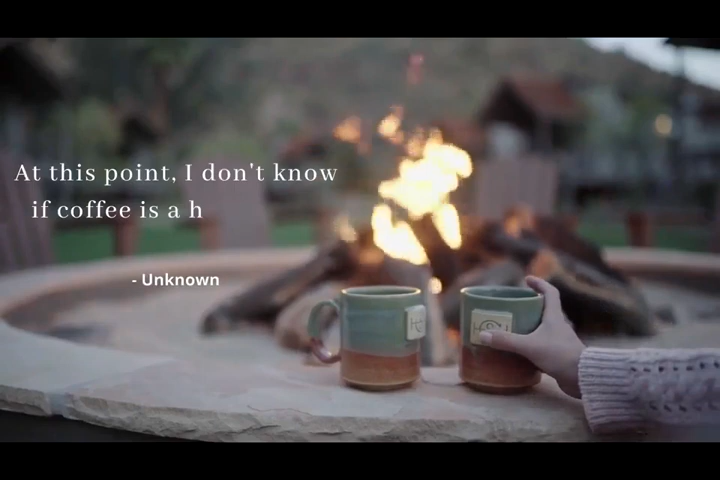 At this point, I don't know
if coffee is a h
- Unknown